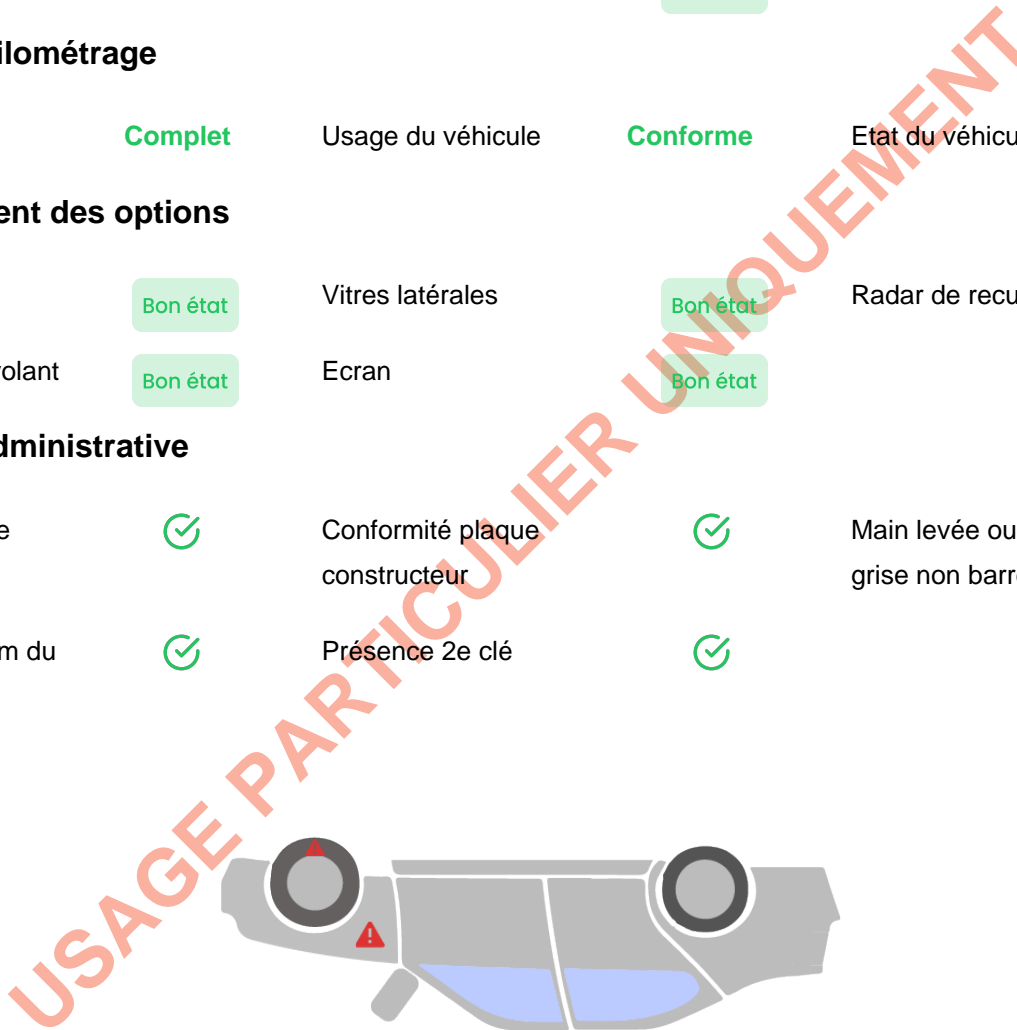 ilométrage
Complet Usage du véhicule Conforme Etat du véhicu
ent des options
Bon état Vitres latérales Bon état Radar de recu
olant Bon état Ecran Bon état
dministrative
e Conformité plaque Main levée ou
constructeur grise non barr
m du Présence 2e clé
USAGE PARTICULIER UNIQUEMENT